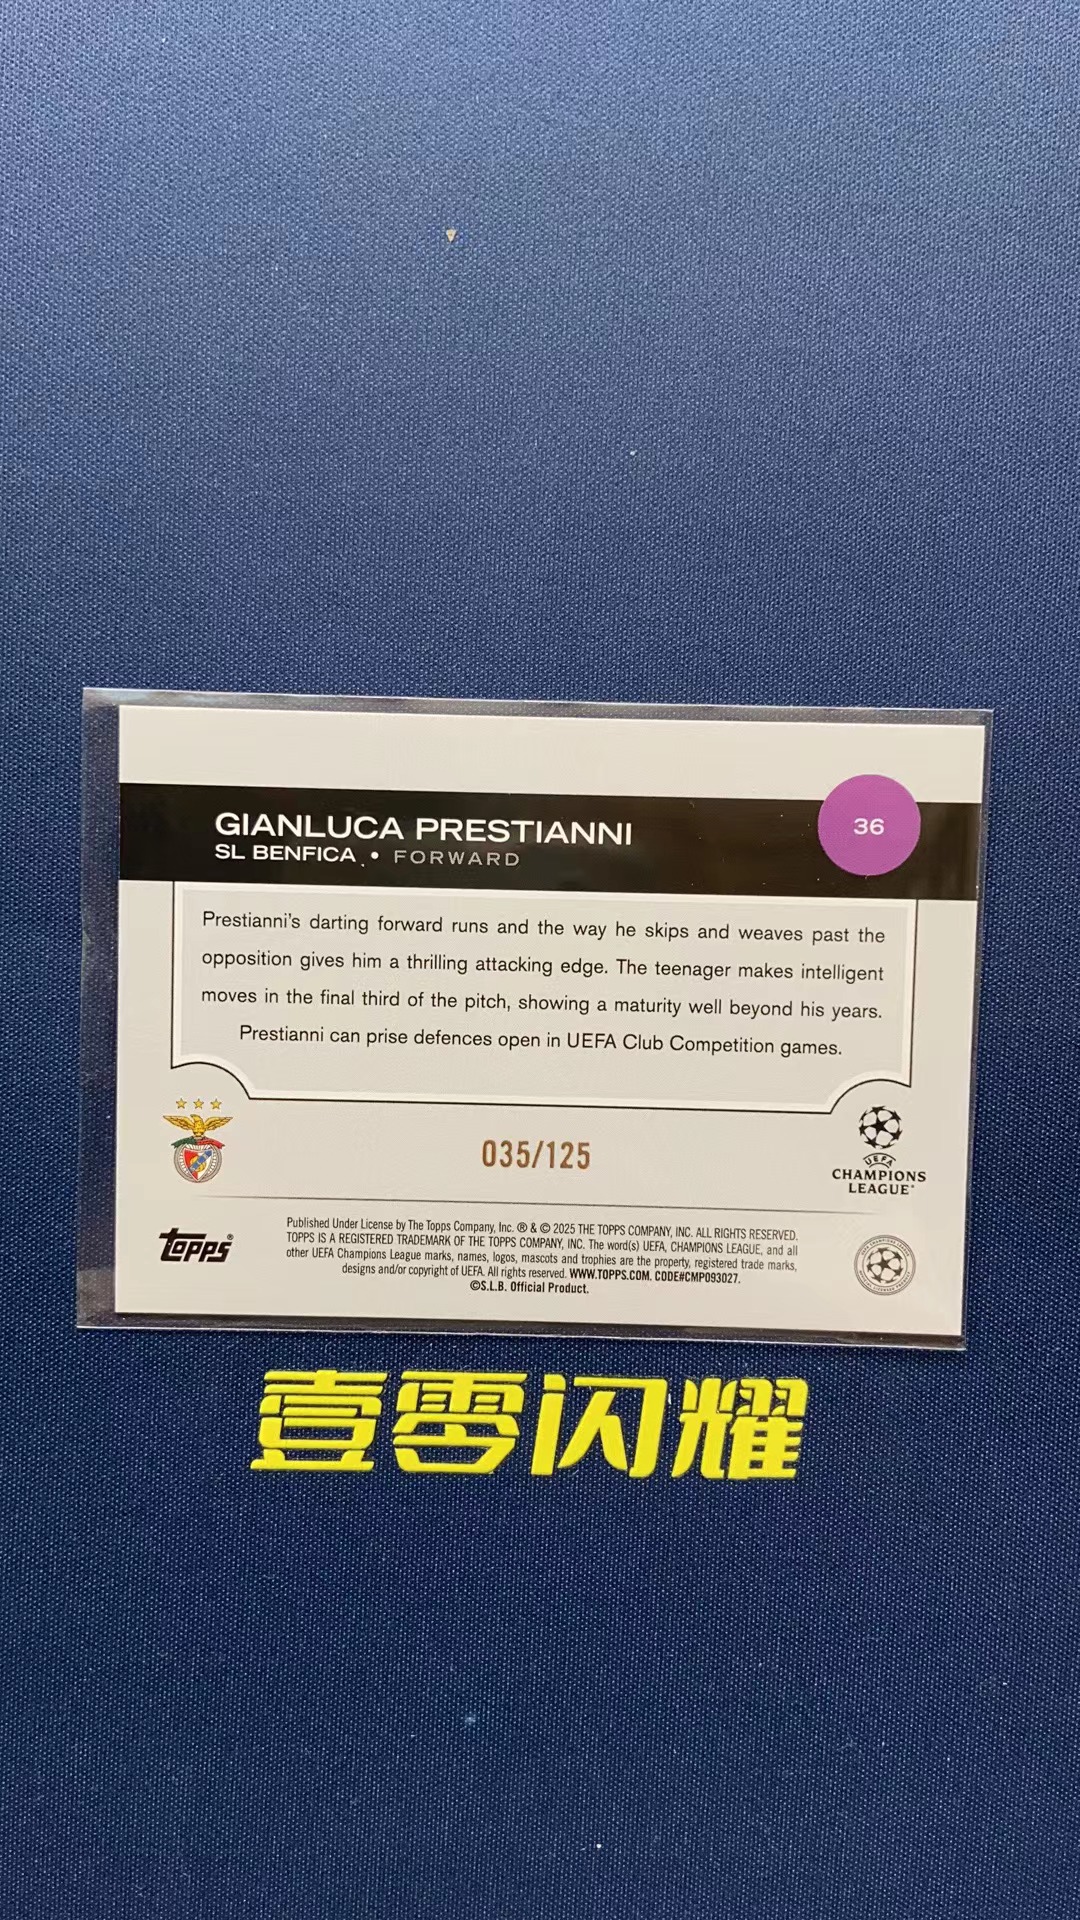 GIANLUCA PRESTIANNI
SL BENFICA • FORWARD
36
Prestianni's darting forward runs and the way he skips and weaves past the
opposition gives him a thrilling attacking edge. The teenager makes intelligent
moves in the final third of the pitch, showing a maturity well beyond his years.
Prestianni can prise defences open in UEFA Club Competition games.
035/125
UEFA
CHAMPIONS
LEAGUE
topps®
Published Under License by The Topps Company, Inc. ® & © 2025 THE TOPPS COMPANY, INC. ALL RIGHTS RESERVED.
TOPPS IS A REGISTERED TRADEMARK OF THE TOPPS COMPANY, INC. The word(s) UEFA, CHAMPIONS LEAGUE, and all
other UEFA Champions League marks, names, logos, mascots and trophies are the property, registered trade marks,
designs and/or copyright of UEFA. All rights reserved. WWW.TOPPS.COM. CODE#CMP093027.
©S.L.B. Official Product.
壹零闪耀